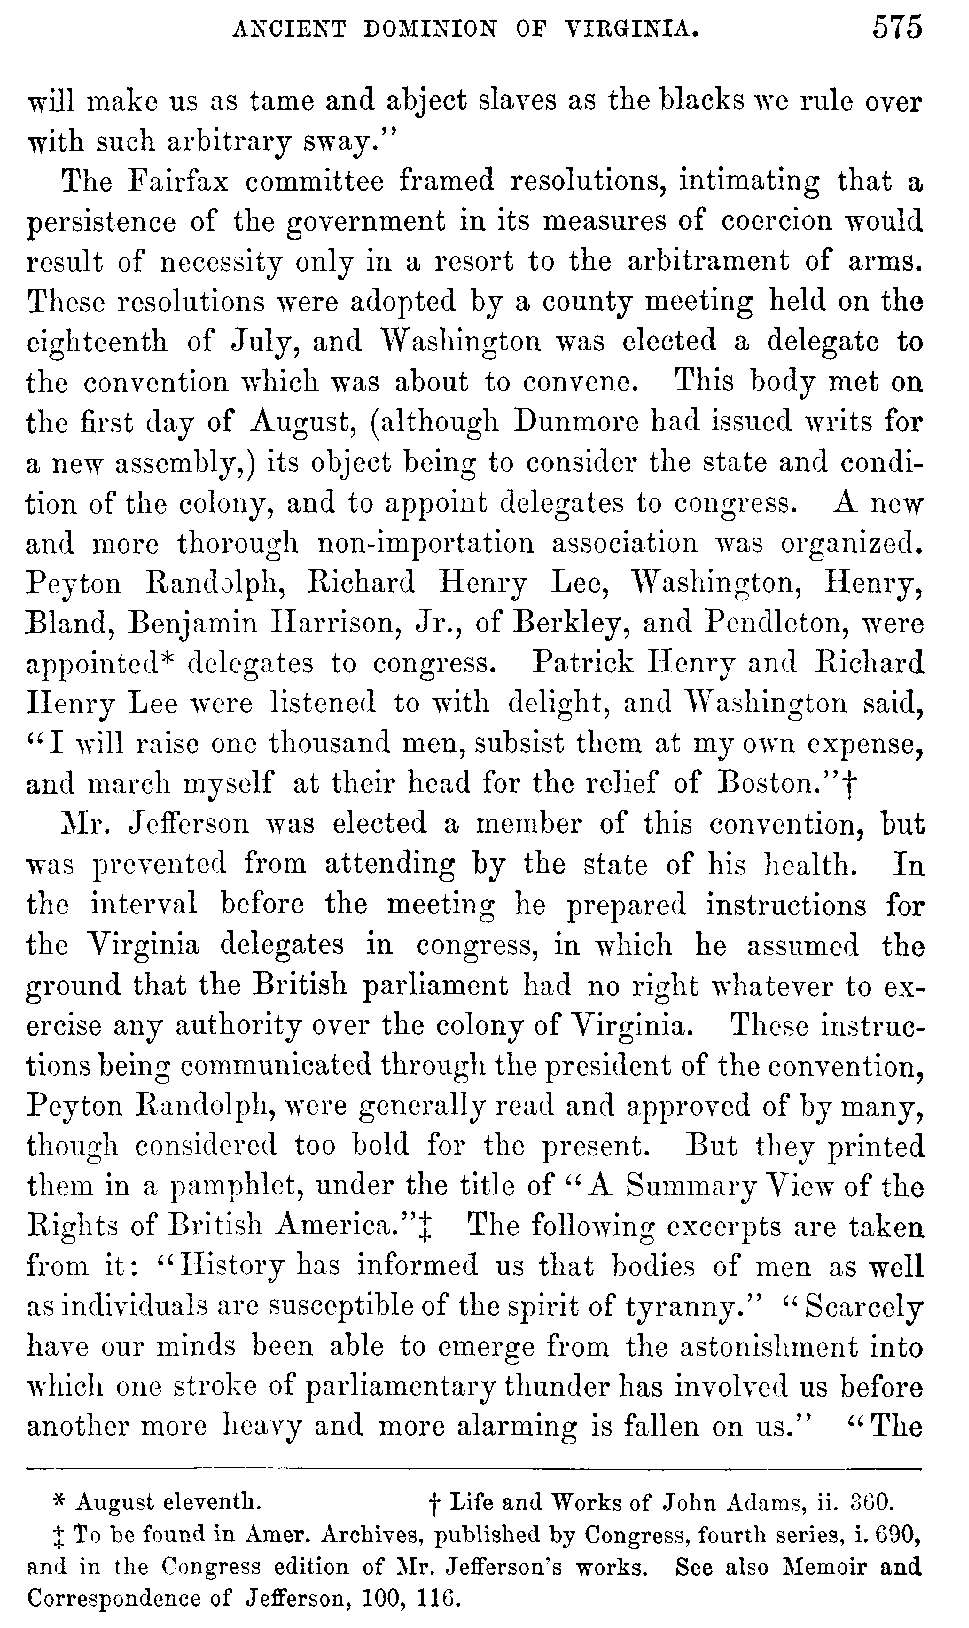 ANCIENT DOMINION OF VIRGINIA. 575
will make us as tame and abject slaves as the blacks we rule over
with such arbitrary sway."
The Fairfax committee framed resolutions, intimating that a
persistence of the government in its measures of coercion would
result of necessity only in a resort to the arbitrament of arms.
These resolutions were adopted by a county meeting held on the
eighteenth of July, and Washington was elected a delegate to
the convention which was about to convene. This body met on
the first day of August, (although Dunmore had issued writs for
a new assembly,) its object being to consider the state and condi-
tion of the colony, and to appoint delegates to congress. A new
and more thorough non-importation association was organized.
Peyton Randolph, Richard Henry Lee, Washington, Henry,
Bland, Benjamin Harrison, Jr., of Berkley, and Pendleton, were
appointed* delegates to congress. Patrick Henry and Richard
Henry Lee were listened to with delight, and Washington said,
"I will raise one thousand men, subsist them at my own expense,
and march myself at their head for the relief of Boston."†
Mr. Jefferson was elected a member of this convention, but
was prevented from attending by the state of his health. In
the interval before the meeting he prepared instructions for
the Virginia delegates in congress, in which he assumed the
ground that the British parliament had no right whatever to ex-
ercise any authority over the colony of Virginia. These instruc-
tions being communicated through the president of the convention,
Peyton Randolph, were generally read and approved of by many,
though considered too bold for the present. But they printed
them in a pamphlet, under the title of "A Summary View of the
Rights of British America."‡ The following excerpts are taken
from it: "History has informed us that bodies of men as well
as individuals are susceptible of the spirit of tyranny." "Scarcely
have our minds been able to emerge from the astonishment into
which one stroke of parliamentary thunder has involved us before
another more heavy and more alarming is fallen on us." "The
* August eleventh. † Life and Works of John Adams, ii. 360.
‡ To be found in Amer. Archives, published by Congress, fourth series, i. 690,
and in the Congress edition of Mr. Jefferson's works. See also Memoir and
Correspondence of Jefferson, 100, 116.